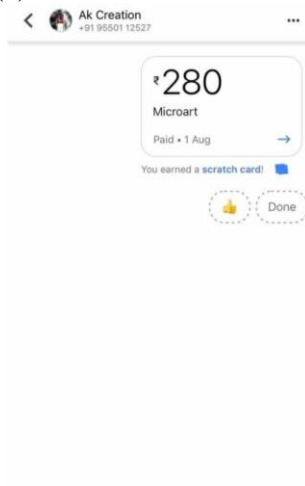 Ak Creation
+91 95501 12527
₹280
Microart
Paid • 1 Aug
You earned a scratch card!
Done